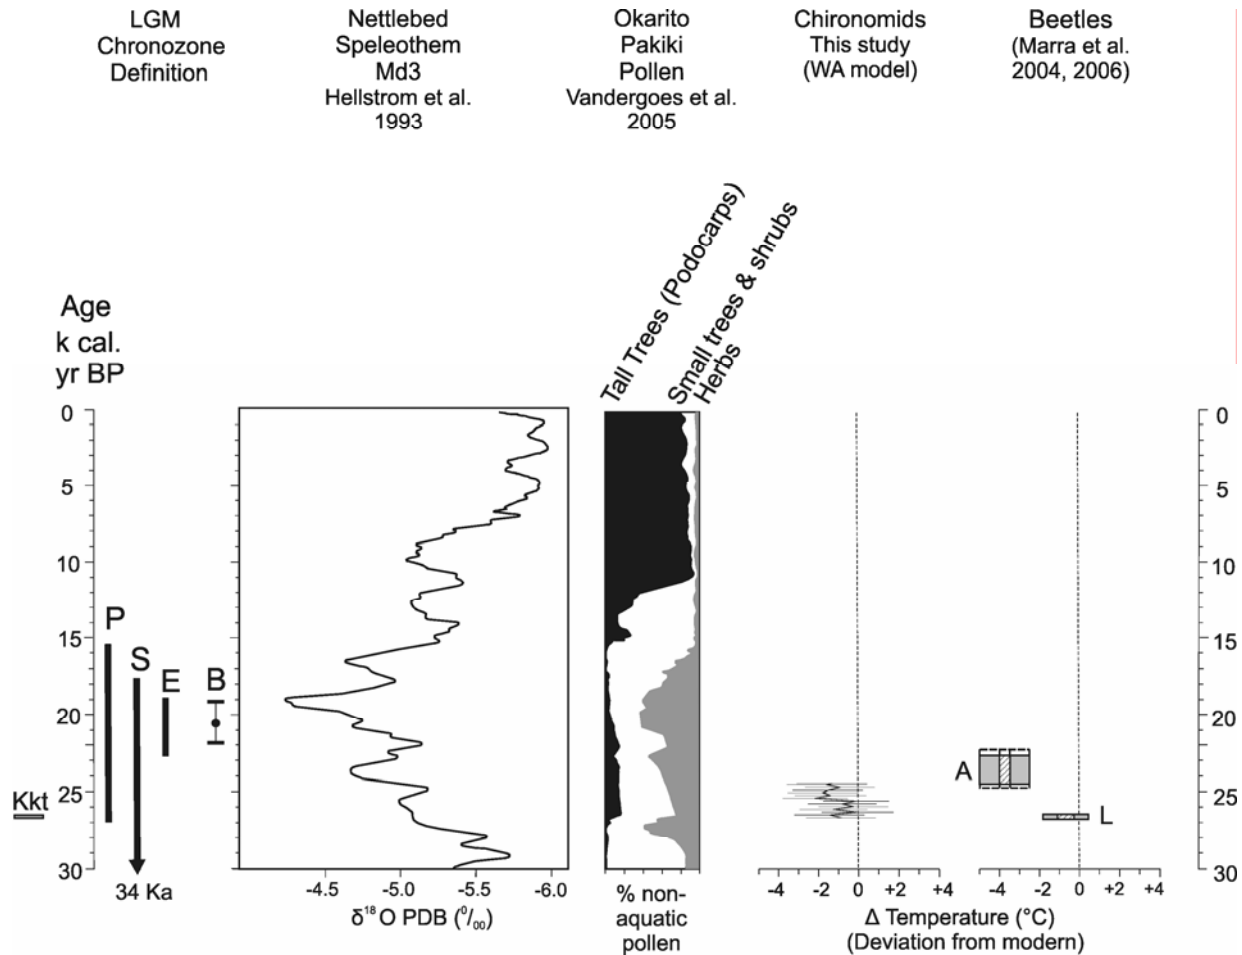 LGM
Chronozone
Definition
Nettlebed
Speleothem
Md3
Hellstrom et al.
1993
Okarito
Pakiki
Pollen
Vandergoes et al.
2005
Chironomids
This study
(WA model)
Beetles
(Marra et al.
2004, 2006)
Tall Trees (Podocarps)
Small trees & shrubs
Herbs
Age
k cal.
yr BP
0
5
10
15
20
25
30
P
S
E
B
Kkt
34 Ka
-4.5
-5.0
-5.5
-6.0
δ¹⁸O PDB (⁰/₀₀)
% non-
aquatic
pollen
A
L
-4
-2
0
+2
+4
-4
-2
0
+2
+4
Δ Temperature (°C)
(Deviation from modern)
0
5
10
15
20
25
30